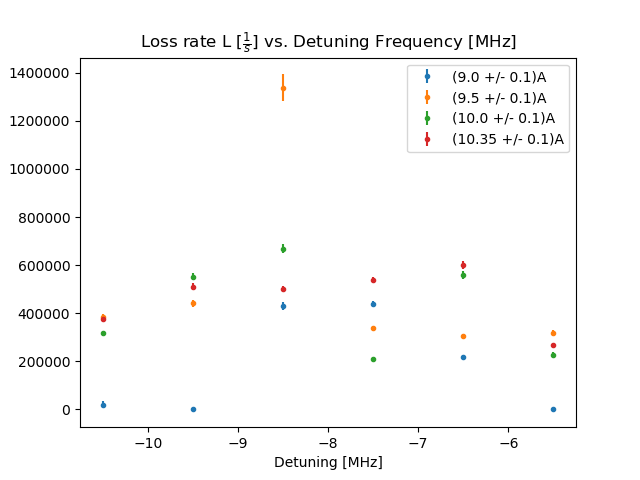 Loss rate L [1/s] vs. Detuning Frequency [MHz]
(9.0 +/- 0.1)A
(9.5 +/- 0.1)A
(10.0 +/- 0.1)A
(10.35 +/- 0.1)A
1400000
1200000
1000000
800000
600000
400000
200000
0
−10
−9
−8
−7
−6
Detuning [MHz]